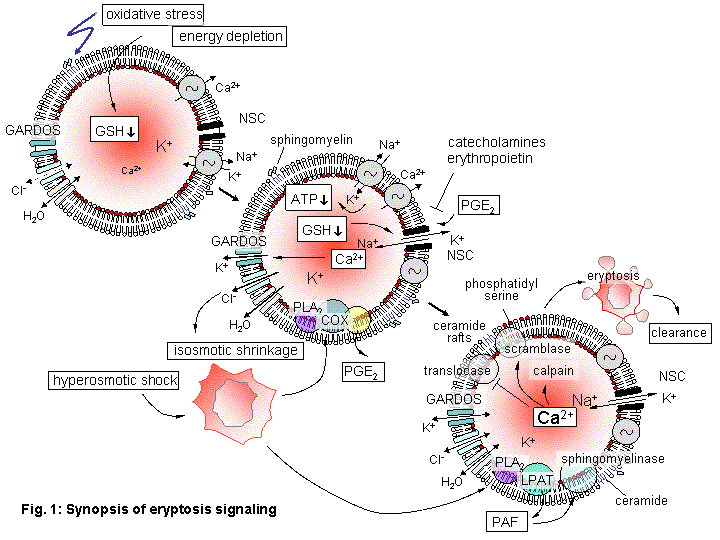 oxidative stress
energy depletion
Ca2+
GARDOS
GSH↓
NSC
K+
Ca2+
Na+
K+
Cl-
H2O
sphingomyelin
Na+
Ca2+
catecholamines
erythropoietin
ATP↓
K+
PGE2
GSH↓
Na+
K+
GARDOS
Ca2+
NSC
K+
K+
Cl-
H2O
PLA2
COX
PGE2
isosmotic shrinkage
hyperosmotic shock
phosphatidyl
serine
eryptosis
clearance
ceramide
rafts
scramblase
translocase
calpain
NSC
GARDOS
Na+
K+
Ca2+
K+
K+
Cl-
H2O
PLA2
LPAT
sphingomyelinase
ceramide
PAF
Fig. 1: Synopsis of eryptosis signaling